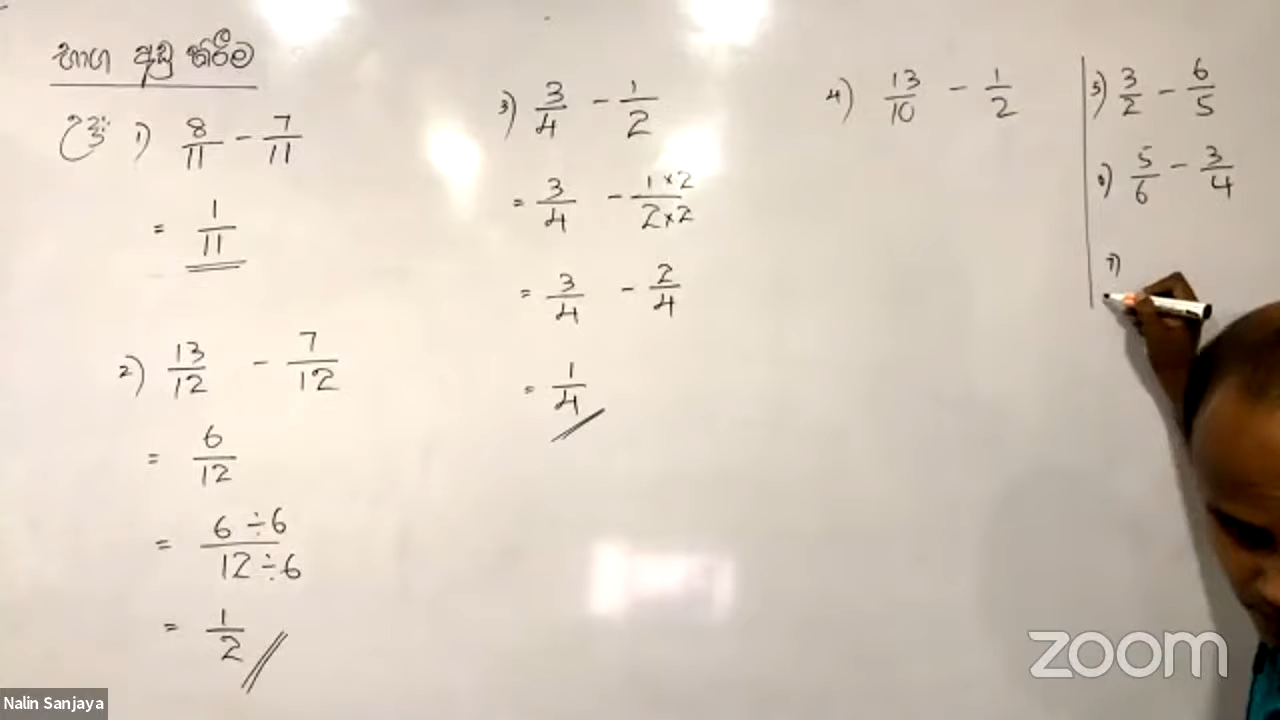 භාග අඩු කිරීම
උදා: 1) 8/11 - 7/11
= 1/11
2) 13/12 - 7/12
= 6/12
= 6÷6/12÷6
= 1/2
3) 3/4 - 1/2
= 3/4 - 1×2/2×2
= 3/4 - 2/4
= 1/4
4) 13/10 - 1/2
5) 3/2 - 6/5
6) 5/6 - 3/4
7)
zoom
Nalin Sanjaya